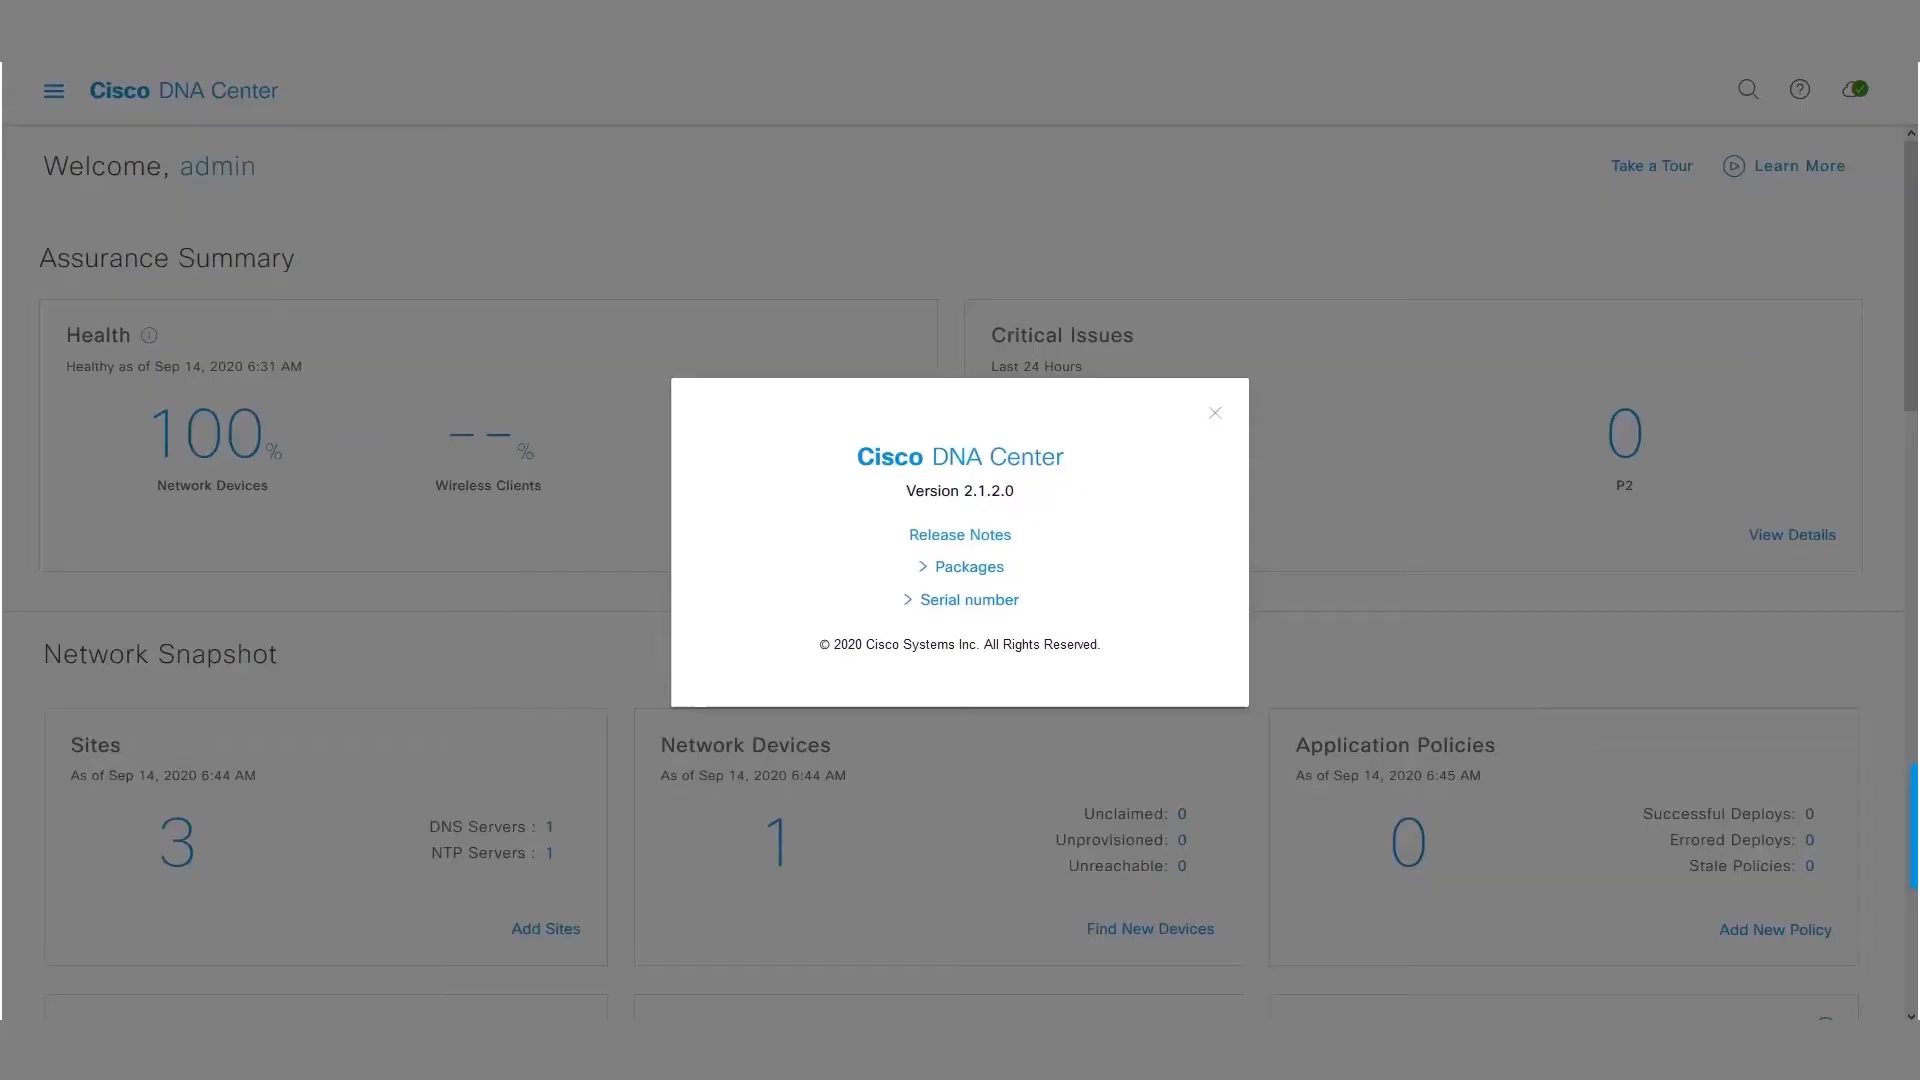 Cisco DNA Center
Welcome, admin
Take a Tour
Learn More
Assurance Summary
Health
Healthy as of Sep 14, 2020 6:31 AM
100%
Network Devices
– –%
Wireless Clients
Critical Issues
Last 24 Hours
0
P2
View Details
Cisco DNA Center
Version 2.1.2.0
Release Notes
> Packages
> Serial number
© 2020 Cisco Systems Inc. All Rights Reserved.
Network Snapshot
Sites
As of Sep 14, 2020 6:44 AM
3
DNS Servers : 1
NTP Servers : 1
Add Sites
Network Devices
As of Sep 14, 2020 6:44 AM
1
Unclaimed: 0
Unprovisioned: 0
Unreachable: 0
Find New Devices
Application Policies
As of Sep 14, 2020 6:45 AM
0
Successful Deploys: 0
Errored Deploys: 0
Stale Policies: 0
Add New Policy